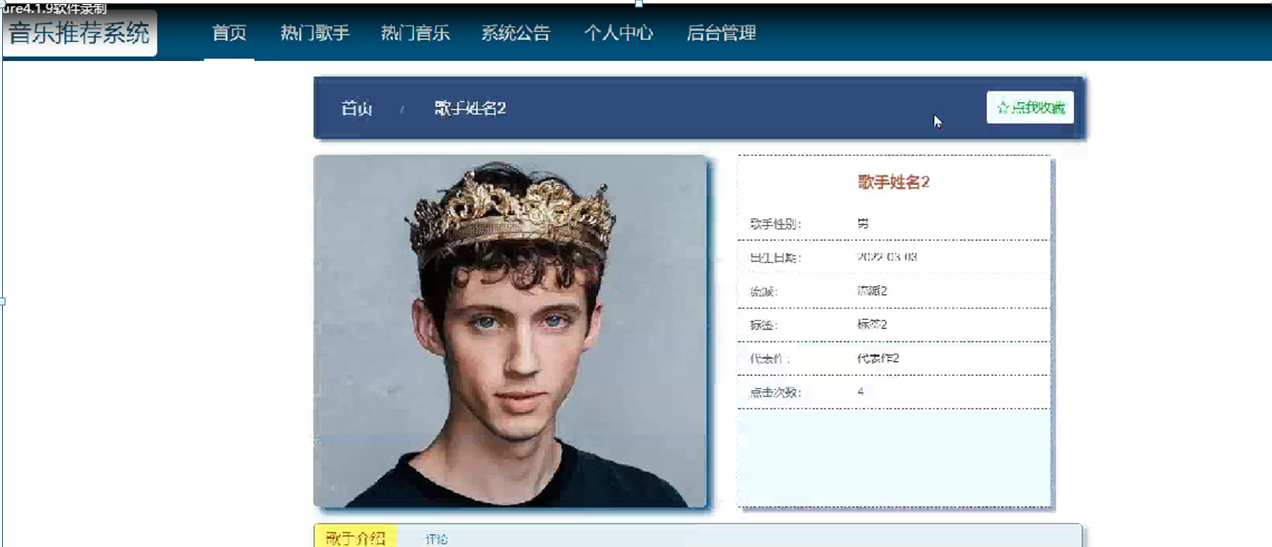 ure4.1.9软件录制
音乐推荐系统 首页 热门歌手 热门音乐 系统公告 个人中心 后台管理
首页 / 歌手姓名2 ☆点我收藏
歌手姓名2
歌手性别： 男
出生日期： 2022-03-03
流派： 流派2
标签： 标签2
代表作： 代表作2
点击次数： 4
歌手介绍 评论